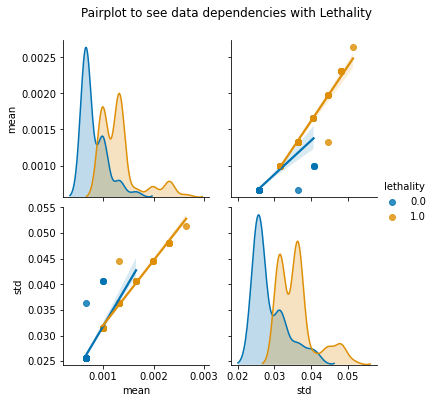 Pairplot to see data dependencies with Lethality
0.0025
0.0020
0.0015
0.0010
mean
lethality
0.0
1.0
0.055
0.050
0.045
0.040
0.035
0.030
0.025
std
0.001 0.002 0.003
mean
0.02 0.03 0.04 0.05
std